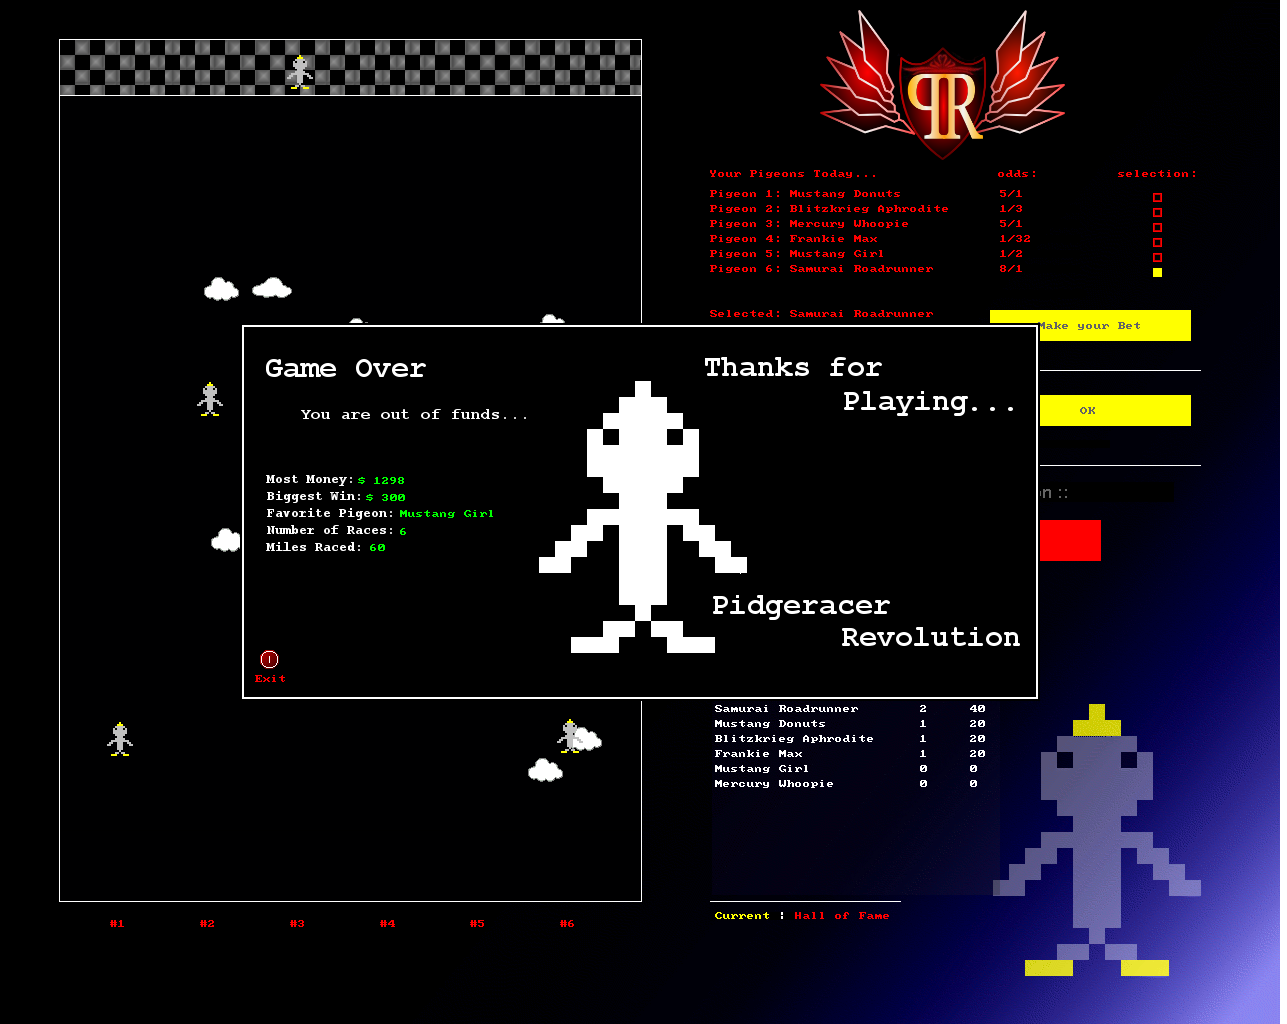 PR
Your Pigeons Today... odds: selection:
Pigeon 1: Mustang Donuts 5/1
Pigeon 2: Blitzkrieg Aphrodite 1/3
Pigeon 3: Mercury Whoopie 5/1
Pigeon 4: Frankie Max 1/32
Pigeon 5: Mustang Girl 1/2
Pigeon 6: Samurai Roadrunner 8/1
Selected: Samurai Roadrunner
Make your Bet
OK
Game Over
You are out of funds...
Thanks for
Playing...
Most Money: $ 1298
Biggest Win: $ 300
Favorite Pigeon: Mustang Girl
Number of Races: 6
Miles Raced: 60
Pidgeracer
Revolution
Exit
Samurai Roadrunner 2 40
Mustang Donuts 1 20
Blitzkrieg Aphrodite 1 20
Frankie Max 1 20
Mustang Girl 0 0
Mercury Whoopie 0 0
Current | Hall of Fame
#1 #2 #3 #4 #5 #6